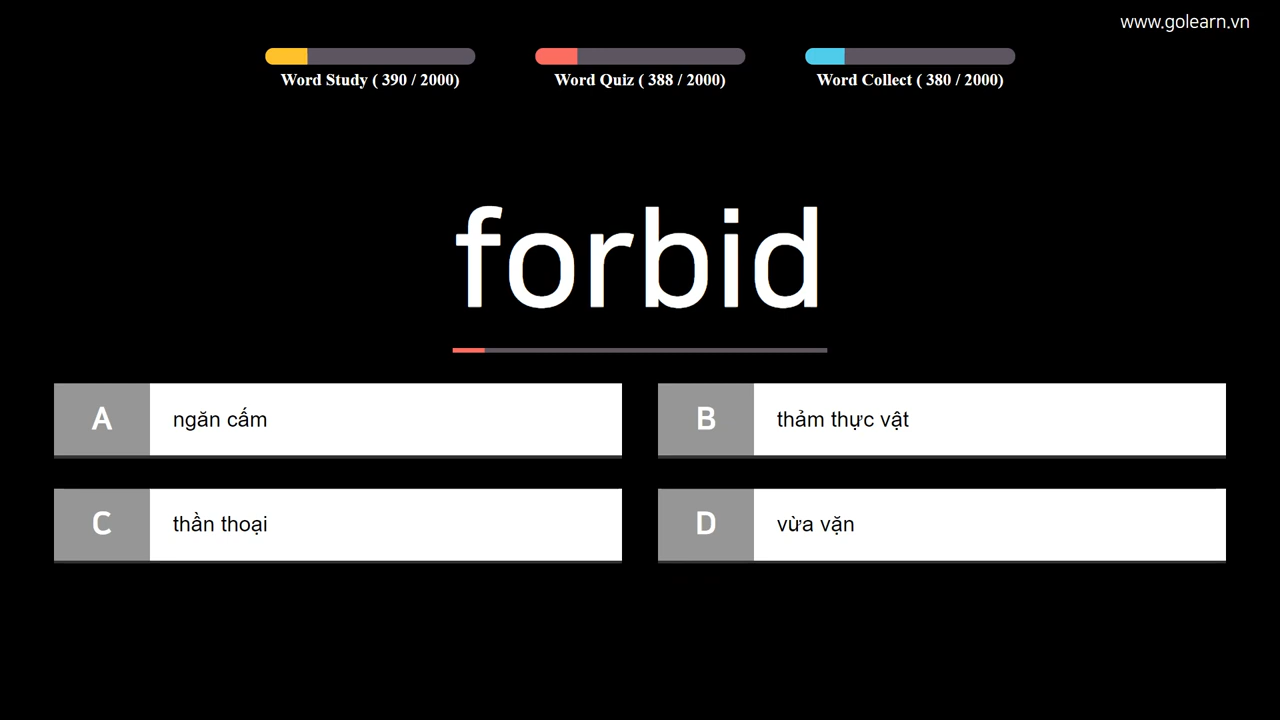 www.golearn.vn
Word Study ( 390 / 2000)
Word Quiz ( 388 / 2000)
Word Collect ( 380 / 2000)
forbid
A ngăn cấm
B thảm thực vật
C thần thoại
D vừa vặn